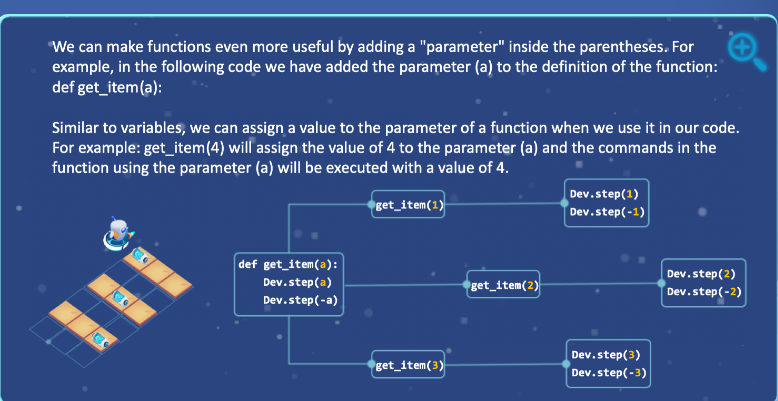 We can make functions even more useful by adding a "parameter" inside the parentheses. For
example, in the following code we have added the parameter (a) to the definition of the function:
def get_item(a):
Similar to variables, we can assign a value to the parameter of a function when we use it in our code.
For example: get_item(4) will assign the value of 4 to the parameter (a) and the commands in the
function using the parameter (a) will be executed with a value of 4.
get_item(1)
Dev.step(1)
Dev.step(-1)
def get_item(a):
Dev.step(a)
Dev.step(-a)
get_item(2)
Dev.step(2)
Dev.step(-2)
get_item(3)
Dev.step(3)
Dev.step(-3)